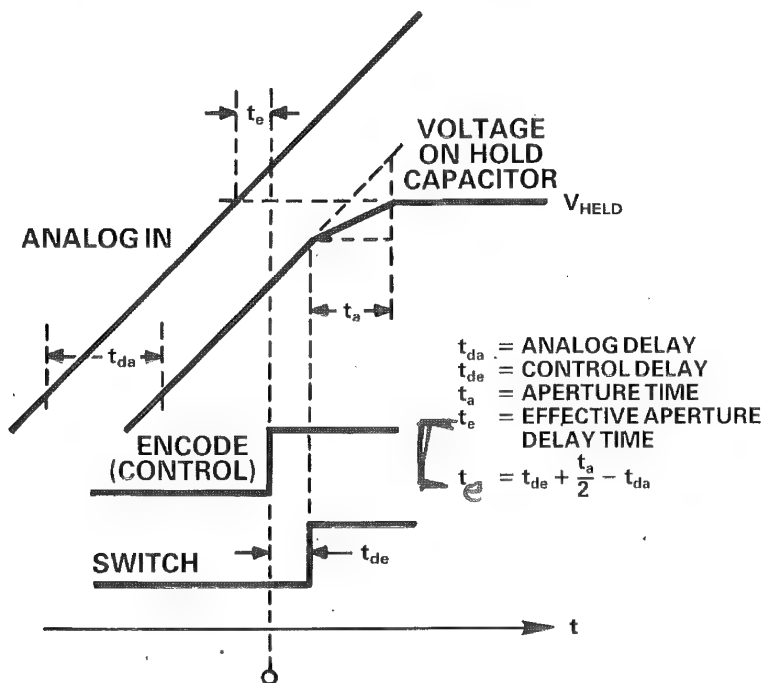 t_e
VOLTAGE
ON HOLD
CAPACITOR
V_HELD
ANALOG IN
t_a
t_da
t_da = ANALOG DELAY
t_de = CONTROL DELAY
t_a = APERTURE TIME
t_e = EFFECTIVE APERTURE
DELAY TIME
t_e = t_de + t_a/2 - t_da
ENCODE
(CONTROL)
SWITCH
t_de
t